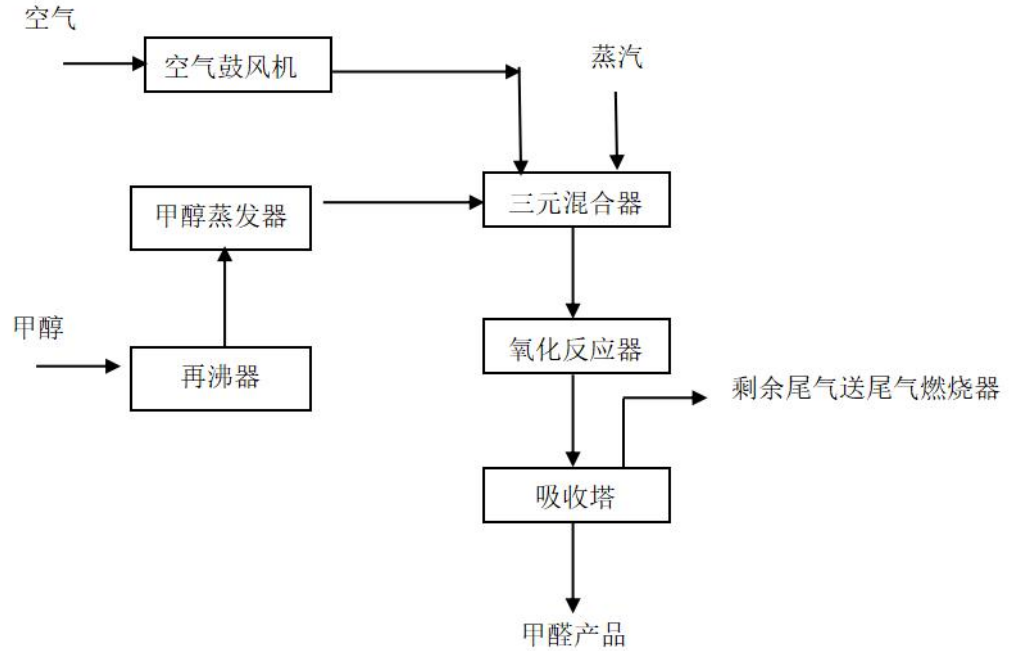 空气
空气鼓风机
蒸汽
甲醇蒸发器
三元混合器
甲醇
再沸器
氧化反应器
剩余尾气送尾气燃烧器
吸收塔
甲醛产品